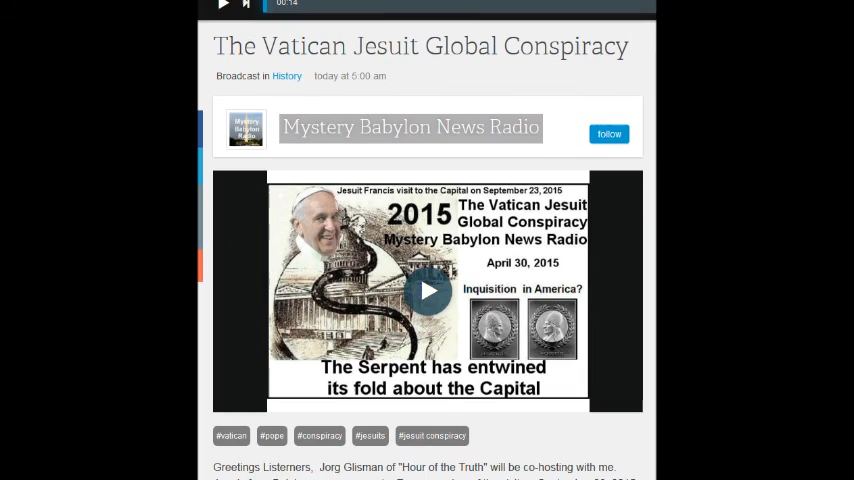 00:14
The Vatican Jesuit Global Conspiracy
Broadcast in History today at 5:00 am
Mystery
Babylon
Radio
Mystery Babylon News Radio
follow
Jesuit Francis visit to the Capital on September 23, 2015
2015
The Vatican Jesuit
Global Conspiracy
Mystery Babylon News Radio
April 30, 2015
Inquisition in America?
The Serpent has entwined
its fold about the Capital
#vatican #pope #conspiracy #jesuits #jesuit conspiracy
Greetings Listeners, Jorg Glisman of "Hour of the Truth" will be co-hosting with me.